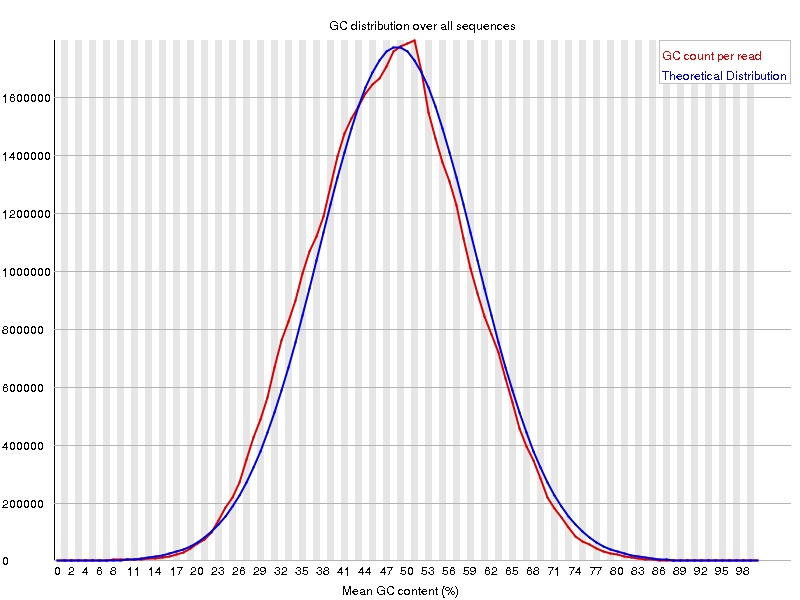 GC distribution over all sequences
GC count per read
Theoretical Distribution
1600000
1400000
1200000
1000000
800000
600000
400000
200000
0
0 2 4 6 8 11 14 17 20 23 26 29 32 35 38 41 44 47 50 53 56 59 62 65 68 71 74 77 80 83 86 89 92 95 98
Mean GC content (%)